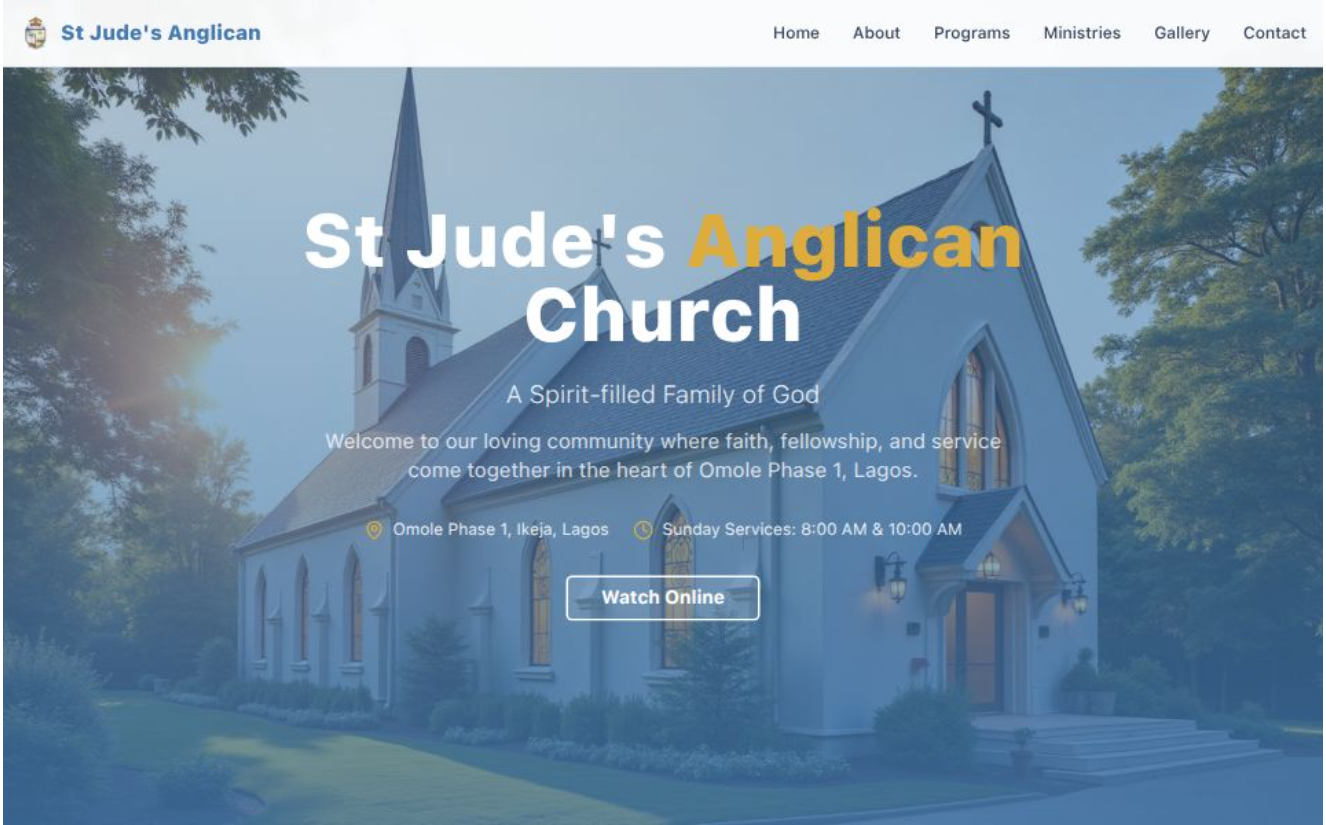 St Jude's Anglican
Home About Programs Ministries Gallery Contact
St Jude's Anglican
Church
A Spirit-filled Family of God
Welcome to our loving community where faith, fellowship, and service
come together in the heart of Omole Phase 1, Lagos.
Omole Phase 1, Ikeja, Lagos Sunday Services: 8:00 AM & 10:00 AM
Watch Online